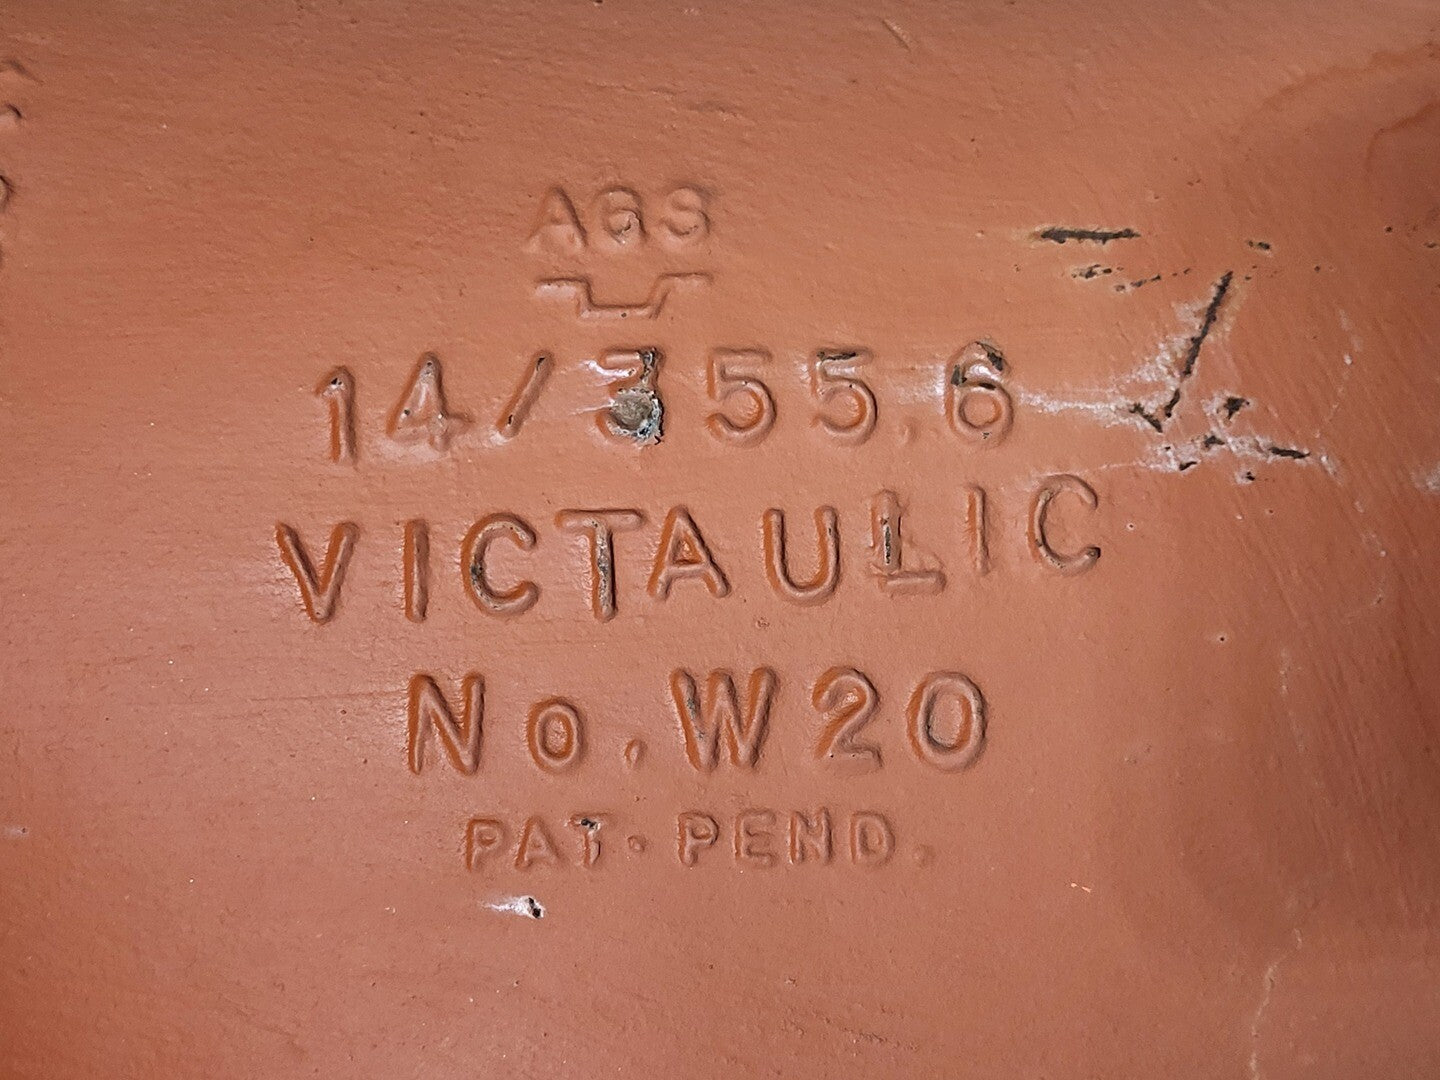 AGS
14/355.6
VICTAULIC
No. W20
PAT. PEND.